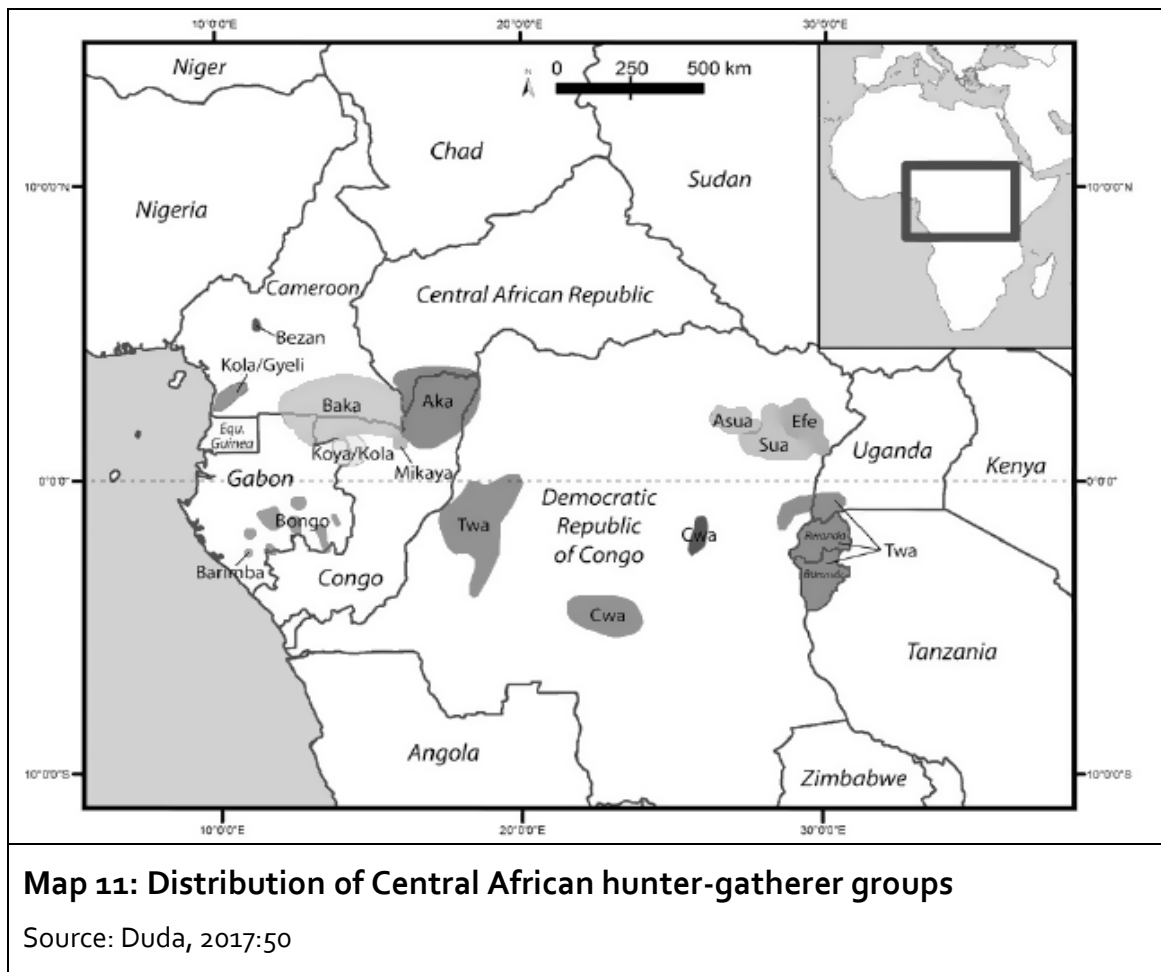 10°0'0"E 20°0'0"E 30°0'0"E
Niger
N
0 250 500 km
Chad
Sudan
10°0'0"N 10°0'0"N
Nigeria
Cameroon
Central African Republic
Bezan
Kola/Gyeli
Baka
Aka
Asua
Efe
Sua
Equ.
Guinea
Koya/Kola
Mikaya
Uganda
Kenya
Gabon
0°0'0" 0°0'0"
Democratic
Republic
of Congo
Bongo
Twa
Cwa
Rwanda
Twa
Barimba
Congo
Burundi
Cwa
Tanzania
Angola
Zimbabwe
10°0'0"S 10°0'0"S
10°0'0"E 20°0'0"E 30°0'0"E
Map 11: Distribution of Central African hunter-gatherer groups
Source: Duda, 2017:50